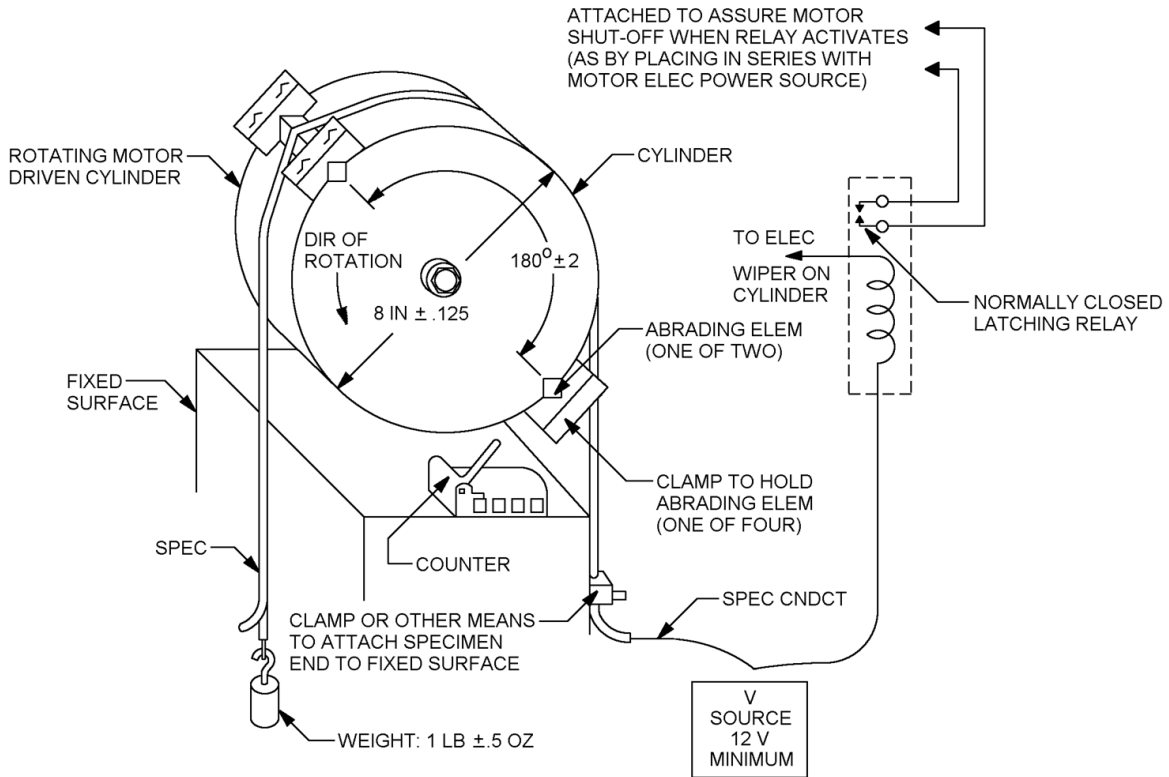 ATTACHED TO ASSURE MOTOR
SHUT-OFF WHEN RELAY ACTIVATES
(AS BY PLACING IN SERIES WITH
MOTOR ELEC POWER SOURCE)
ROTATING MOTOR
DRIVEN CYLINDER
CYLINDER
DIR OF
ROTATION
180° ± 2
8 IN ± .125
TO ELEC
WIPER ON
CYLINDER
NORMALLY CLOSED
LATCHING RELAY
ABRADING ELEM
(ONE OF TWO)
FIXED
SURFACE
CLAMP TO HOLD
ABRADING ELEM
(ONE OF FOUR)
SPEC
COUNTER
CLAMP OR OTHER MEANS
TO ATTACH SPECIMEN
END TO FIXED SURFACE
SPEC CNDCT
V
SOURCE
12 V
MINIMUM
WEIGHT: 1 LB ± .5 OZ